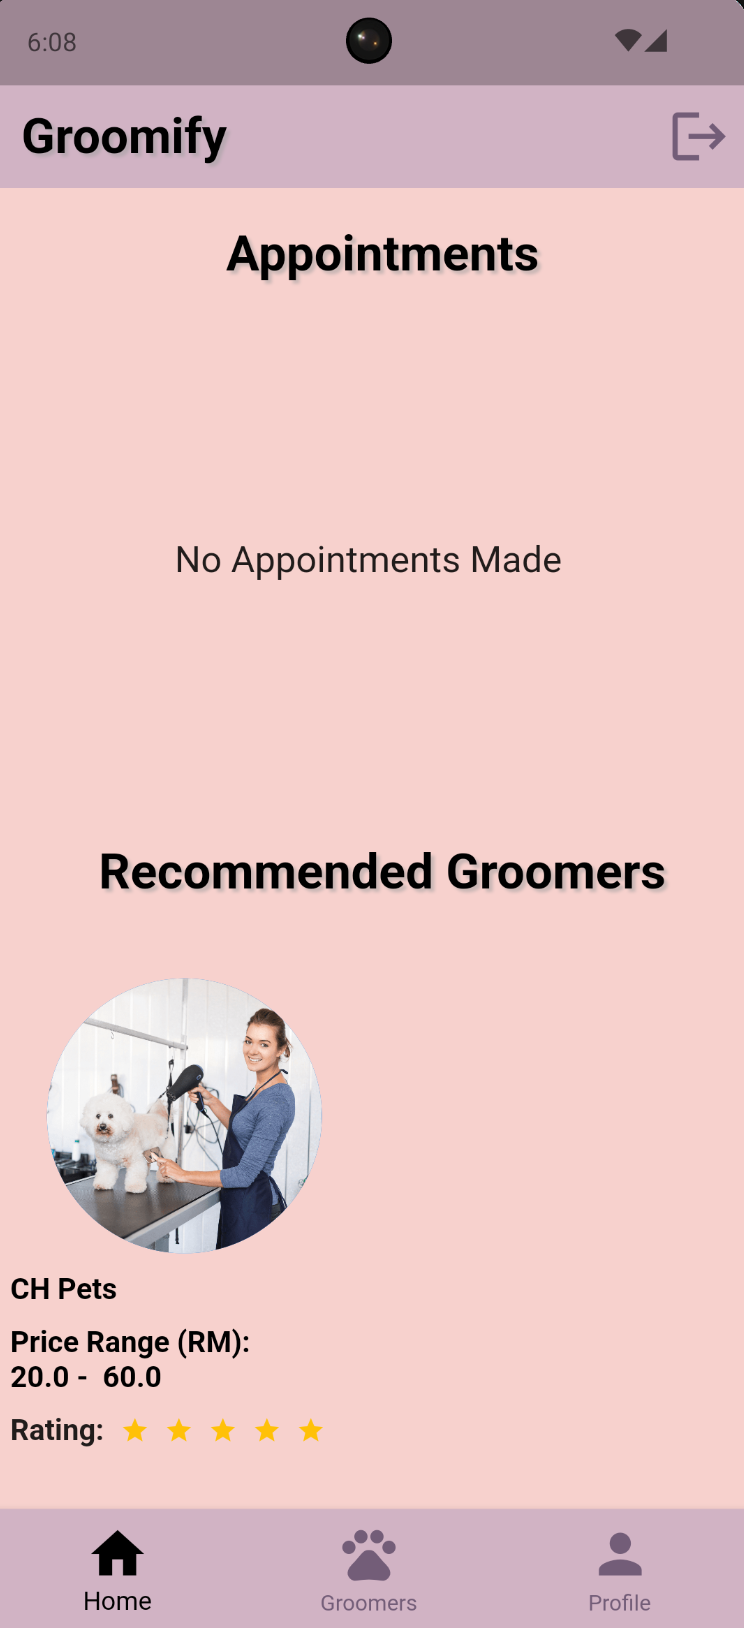 6:08
Groomify
Appointments
No Appointments Made
Recommended Groomers
CH Pets
Price Range (RM):
20.0 -  60.0
Rating:
Home
Groomers
Profile